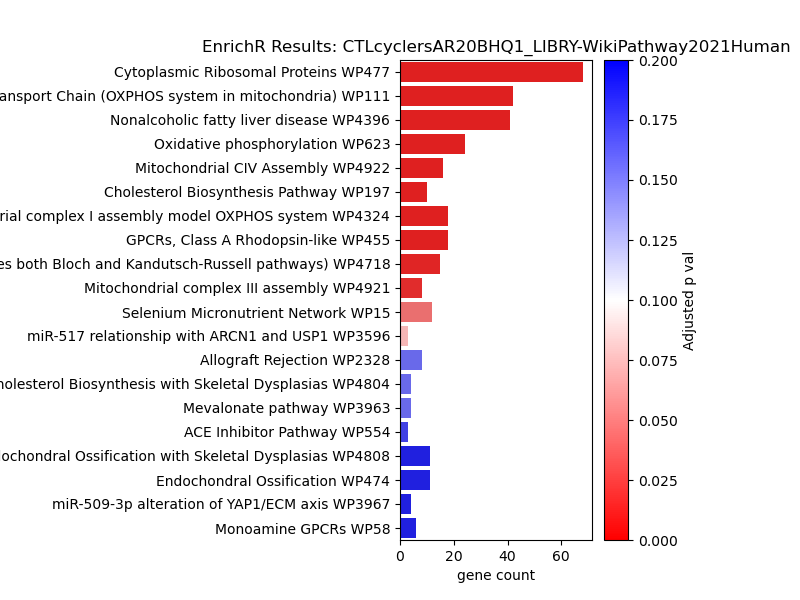 EnrichR Results: CTLcyclersAR20BHQ1_LIBRY-WikiPathway2021Human
Cytoplasmic Ribosomal Proteins WP477
Transport Chain (OXPHOS system in mitochondria) WP111
Nonalcoholic fatty liver disease WP4396
Oxidative phosphorylation WP623
Mitochondrial CIV Assembly WP4922
Cholesterol Biosynthesis Pathway WP197
complex I assembly model OXPHOS system WP4324
GPCRs, Class A Rhodopsin-like WP455
both Bloch and Kandutsch-Russell pathways) WP4718
Mitochondrial complex III assembly WP4921
Selenium Micronutrient Network WP15
miR-517 relationship with ARCN1 and USP1 WP3596
Allograft Rejection WP2328
Biosynthesis with Skeletal Dysplasias WP4804
Mevalonate pathway WP3963
ACE Inhibitor Pathway WP554
Ossification with Skeletal Dysplasias WP4808
Endochondral Ossification WP474
miR-509-3p alteration of YAP1/ECM axis WP3967
Monoamine GPCRs WP58
0 20 40 60
gene count
0.200
0.175
0.150
0.125
0.100
0.075
0.050
0.025
0.000
Adjusted p val